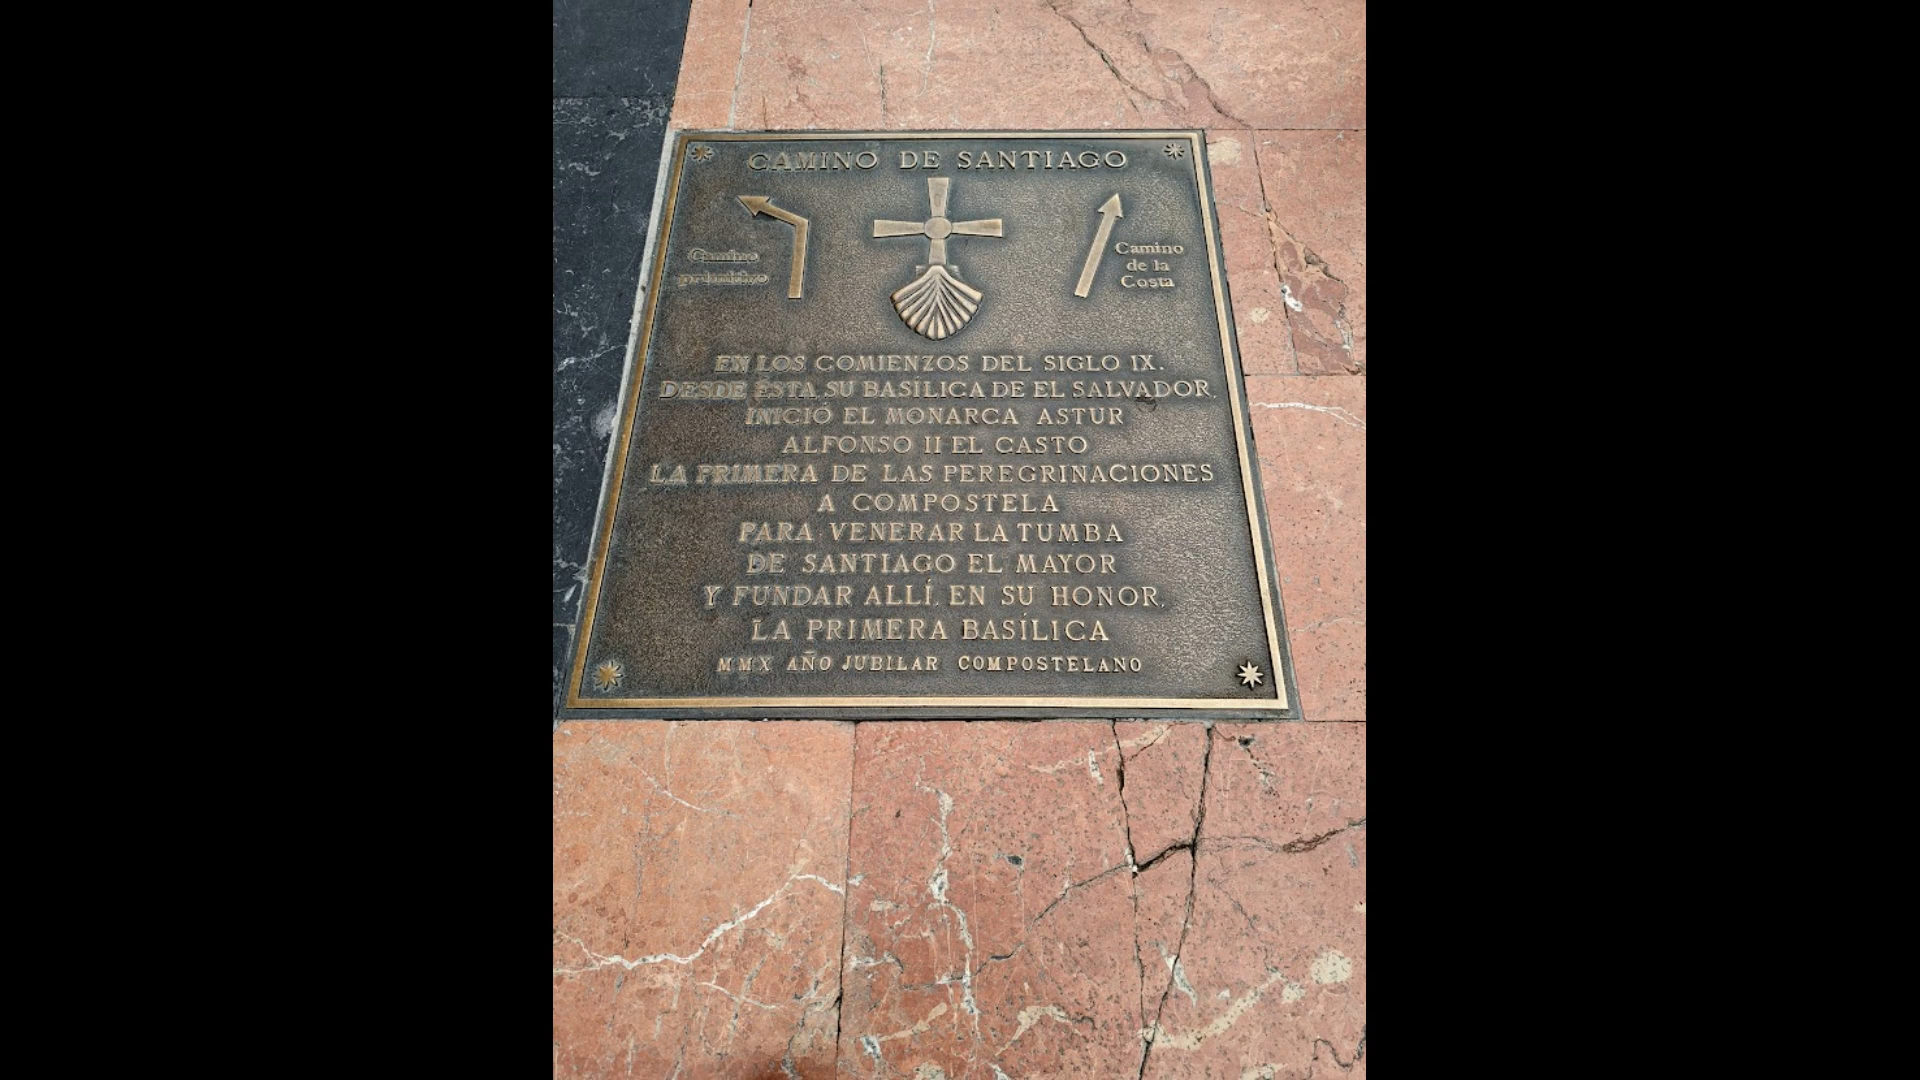 CAMINO DE SANTIAGO
Camino
primitivo
Camino
de la
Costa
EN LOS COMIENZOS DEL SIGLO IX.
DESDE ÉSTA SU BASÍLICA DE EL SALVADOR,
INICIÓ EL MONARCA ASTUR
ALFONSO II EL CASTO
LA PRIMERA DE LAS PEREGRINACIONES
A COMPOSTELA
PARA VENERAR LA TUMBA
DE SANTIAGO EL MAYOR
Y FUNDAR ALLÍ, EN SU HONOR,
LA PRIMERA BASÍLICA
MMX AÑO JUBILAR COMPOSTELANO